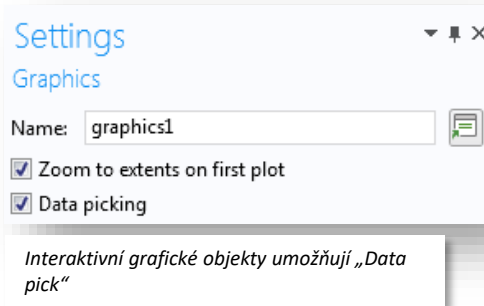 Settings
Graphics
Name: graphics1
Zoom to extents on first plot
Data picking
Interaktivní grafické objekty umožňují „Data
pick“